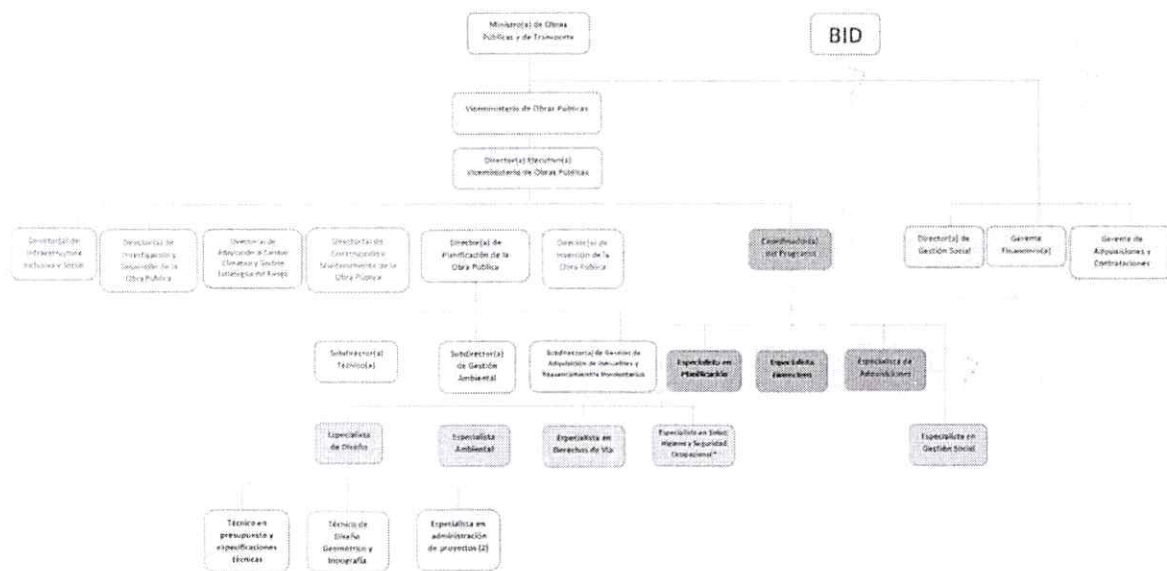 Ministro(a) de Obras
Públicas y de Transporte
BID
Viceministerio de Obras Públicas
Director(a) Ejecutivo(a)
Viceministerio de Obras Públicas
Director(a) de
Infraestructura
Inclusiva y Social
Director(a) de
Investigación y
Desarrollo de la Obra
Pública
Director(a) de
Adaptación al Cambio
Climático y Gestión
Estratégica del Riesgo
Director(a) de
Construcción y
Mantenimiento de la
Obra Pública
Director(a) de
Planificación de la
Obra Pública
Director(a) de
Inversión de la
Obra Pública
Coordinador(a)
del Programa
Director(a) de
Gestión Social
Gerente
Financiero(a)
Gerente de
Adquisiciones y
Contrataciones
Subdirector(a)
Técnico(a)
Subdirector(a)
de Gestión
Ambiental
Subdirector(a) de Gestión de
Adquisición de Inmuebles y
Reasentamiento Involuntarios
Especialista en
Planificación
Especialista
Financiero
Especialista de
Adquisiciones
Especialista
de Diseño
Especialista
Ambiental
Especialista en
Derechos de Vía
Especialista en Salud,
Higiene y Seguridad
Ocupacional*
Especialista en
Gestión Social
Técnico en
presupuesto y
especificaciones
técnicas
Técnico de
Diseño
Geométrico y
topografía
Especialista en
administración
de proyectos (2)